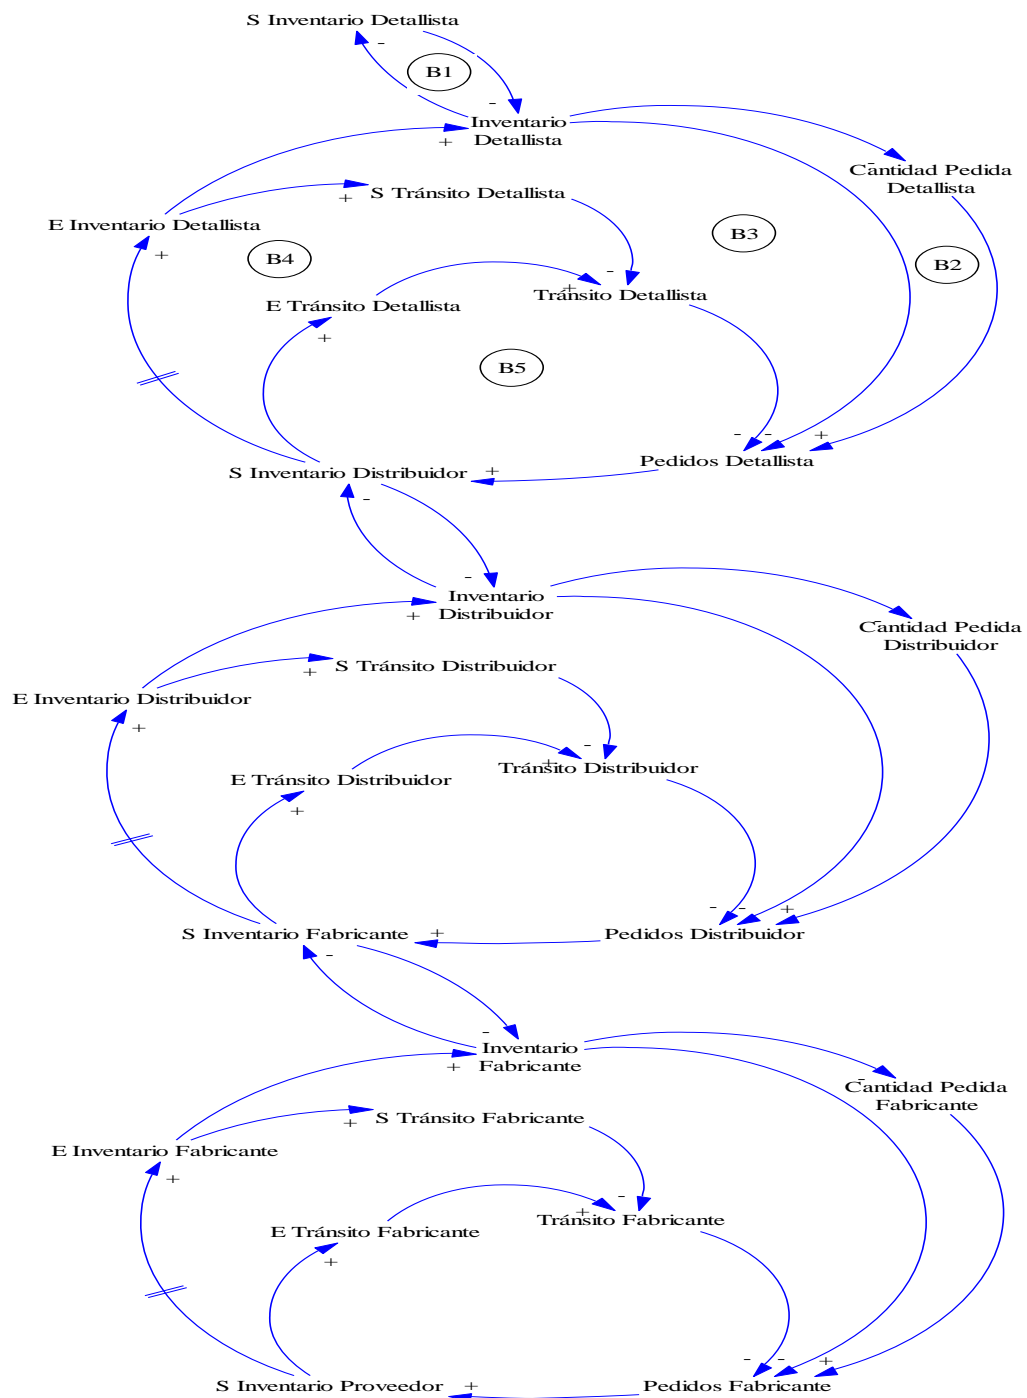 S Inventario Detallista
-
B1
-
Inventario
Detallista
+
-
Cantidad Pedida
Detallista
S Tránsito Detallista
+
E Inventario Detallista
+
B3
B4
B2
-
E Tránsito Detallista
+
Tránsito Detallista
+
B5
- - +
Pedidos Detallista
S Inventario Distribuidor
+
-
-
Inventario
Distribuidor
+
-
Cantidad Pedida
Distribuidor
S Tránsito Distribuidor
+
E Inventario Distribuidor
+
-
+
Tránsito Distribuidor
E Tránsito Distribuidor
+
- - +
S Inventario Fabricante
+
Pedidos Distribuidor
-
-
Inventario
Fabricante
+
-
Cantidad Pedida
Fabricante
S Tránsito Fabricante
+
E Inventario Fabricante
+
-
+
Tránsito Fabricante
E Tránsito Fabricante
+
- - +
S Inventario Proveedor
+
Pedidos Fabricante